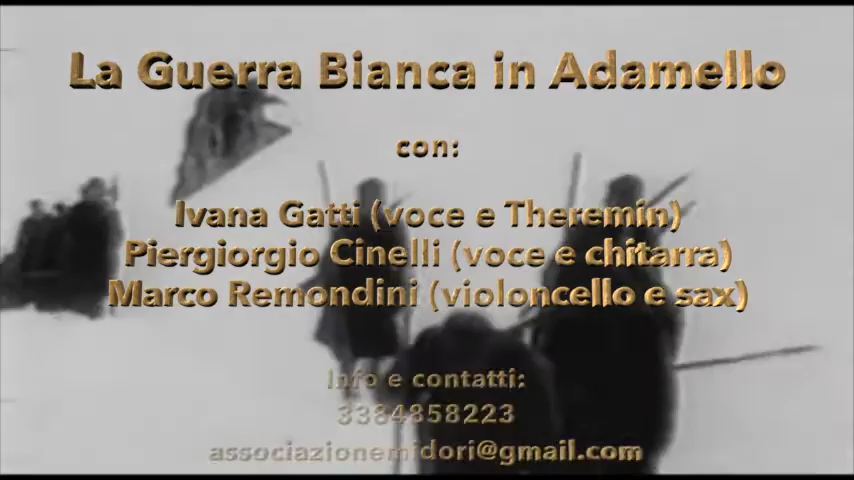 La Guerra Bianca in Adamello
con:
Ivana Gatti (voce e Theremin)
Piergiorgio Cinelli (voce e chitarra)
Marco Remondini (violoncello e sax)
Info e contatti:
3384858223
associazionemidori@gmail.com